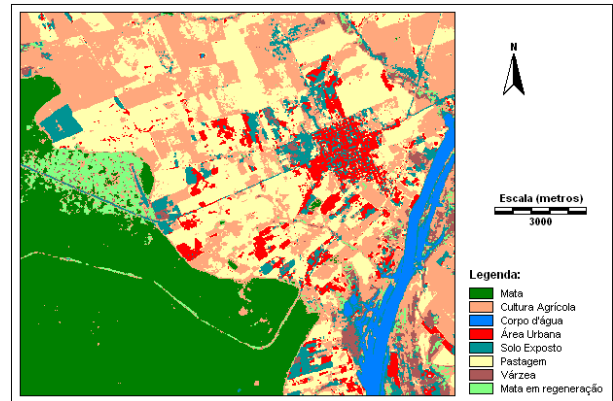 N
Escala (metros)
3000
Legenda:
Mata
Cultura Agrícola
Corpo d'água
Área Urbana
Solo Exposto
Pastagem
Várzea
Mata em regeneração